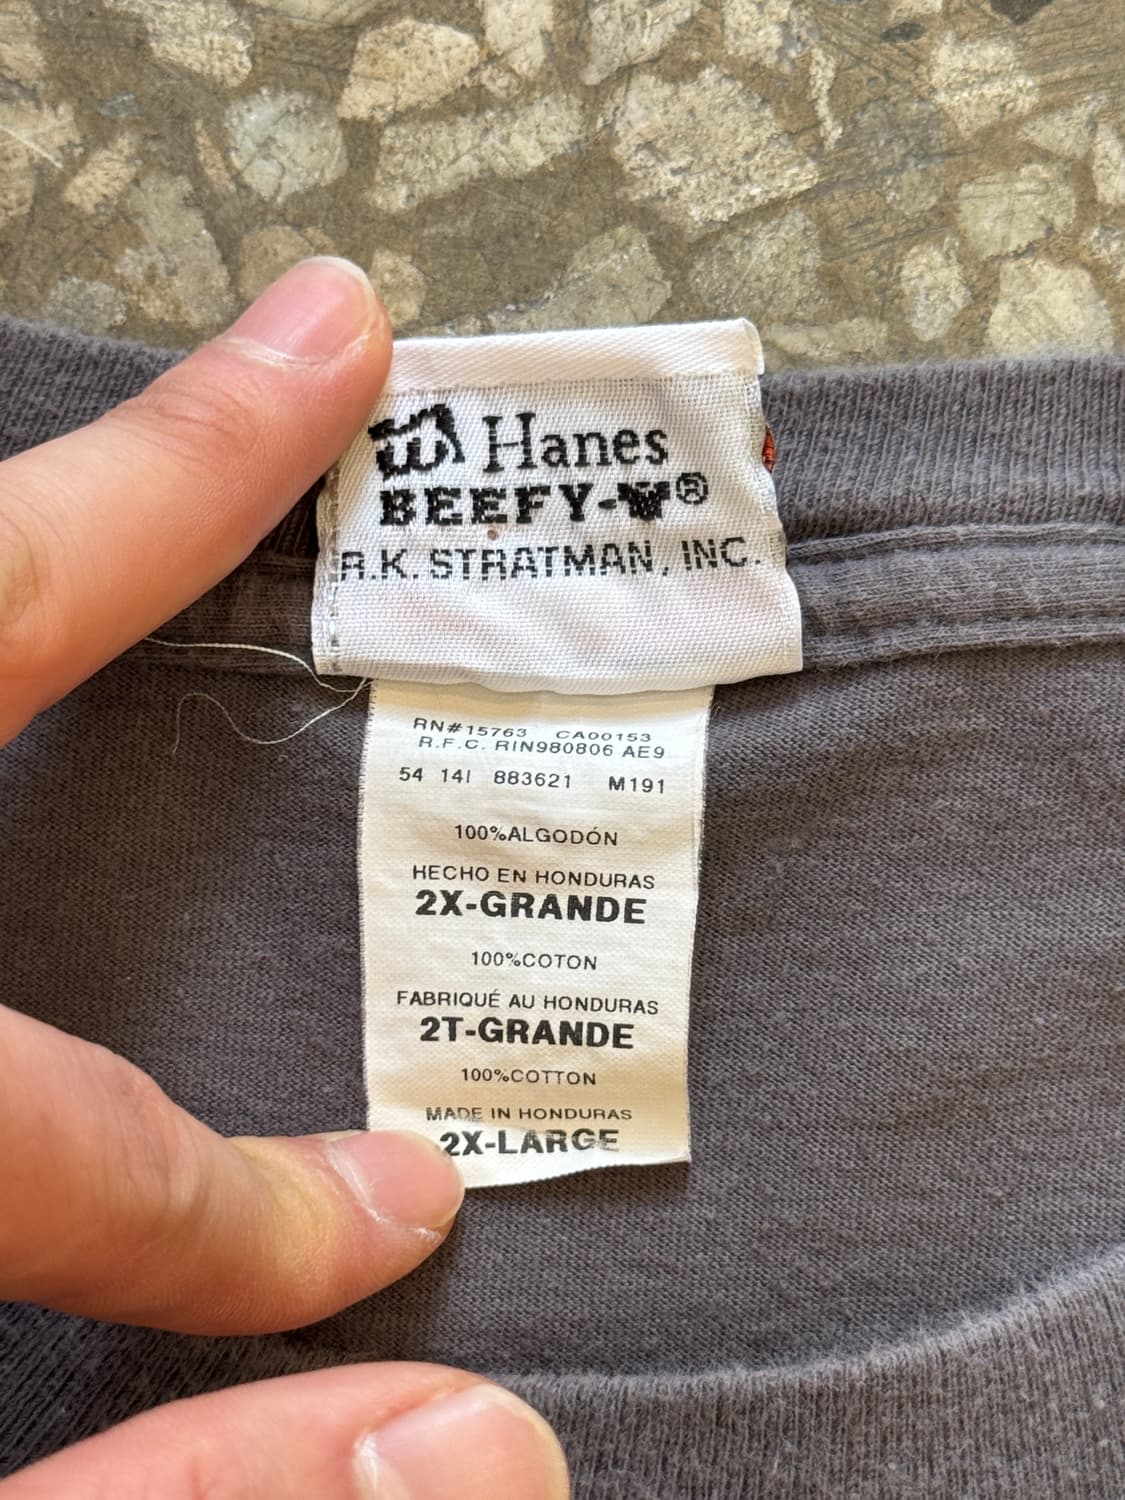 Hanes
BEEFY-T®
R.K. STRATMAN, INC.
RN#15763 CA00153
R.F.C. RIN980806 AE9
54 14I 883621 M191
100%ALGODÓN
HECHO EN HONDURAS
2X-GRANDE
100%COTON
FABRIQUÉ AU HONDURAS
2T-GRANDE
100%COTTON
MADE IN HONDURAS
2X-LARGE